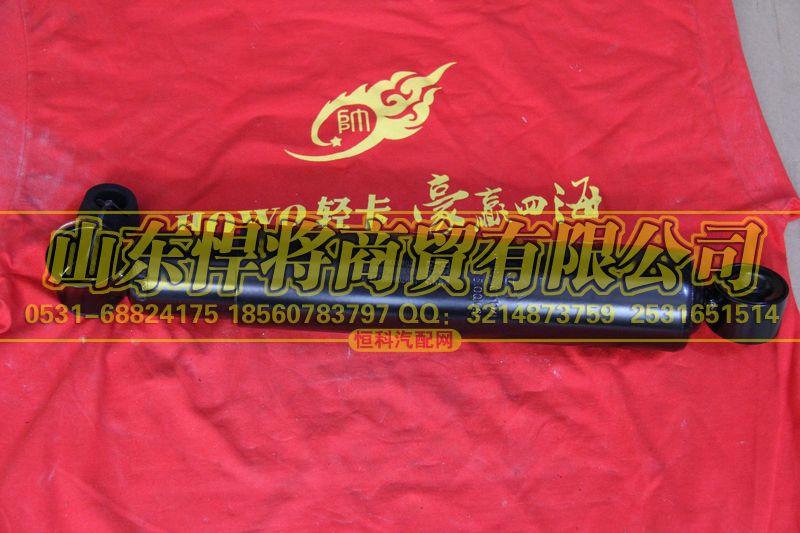 帥
HOWO轻卡 豪赢四海
山东悍将商贸有限公司
0531-68824175 18560783797 QQ: 3214873759 2531651514
恒科汽配网